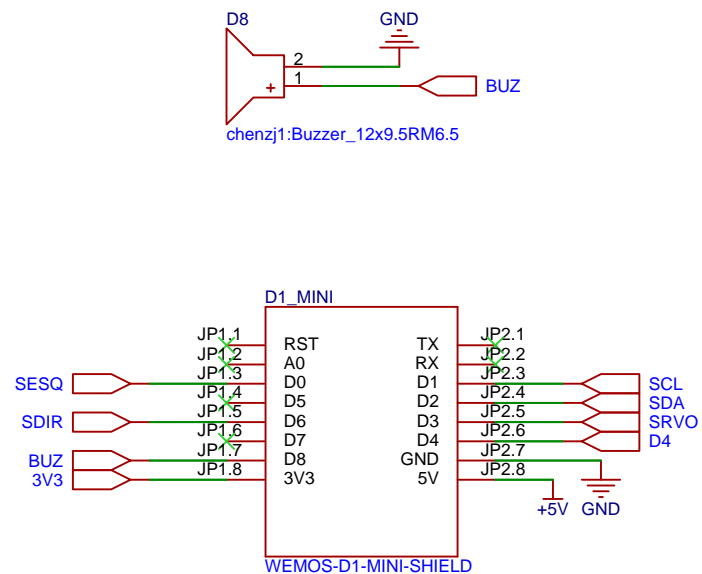 D8
GND
2
1
+
BUZ
chenzj1:Buzzer_12x9.5RM6.5
D1_MINI
JP1.1 RST TX JP2.1
JP1.2 A0 RX JP2.2
SESQ JP1.3 D0 D1 JP2.3 SCL
JP1.4 D5 D2 JP2.4 SDA
SDIR JP1.5 D6 D3 JP2.5 SRVO
JP1.6 D7 D4 JP2.6 D4
BUZ JP1.7 D8 GND JP2.7
3V3 JP1.8 3V3 5V JP2.8
+5V GND
WEMOS-D1-MINI-SHIELD